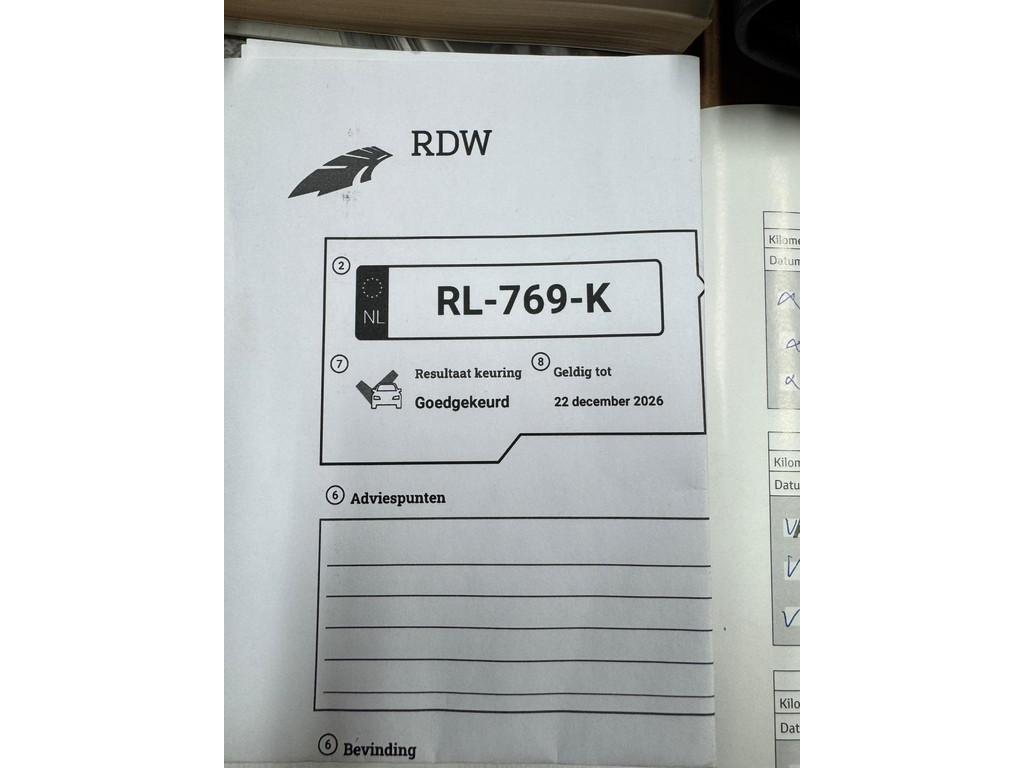 RDW
2
NL
RL-769-K
7
Resultaat keuring
8
Geldig tot
Goedgekeurd
22 december 2026
6 Adviespunten
6 Bevinding